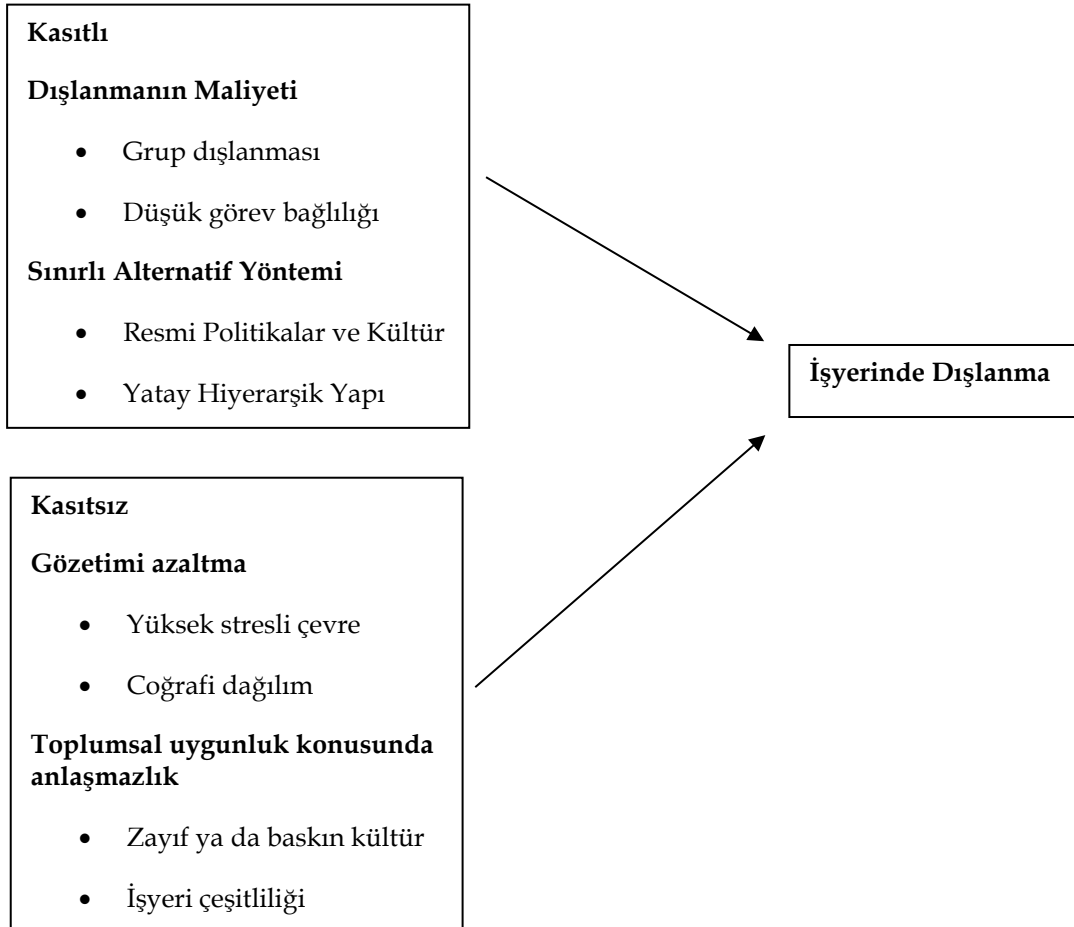 Kasıtlı
Dışlanmanın Maliyeti
• Grup dışlanması
• Düşük görev bağlılığı
Sınırlı Alternatif Yöntemi
• Resmi Politikalar ve Kültür
• Yatay Hiyerarşik Yapı
İşyerinde Dışlanma
Kasıtsız
Gözetimi azaltma
• Yüksek stresli çevre
• Coğrafi dağılım
Toplumsal uygunluk konusunda
anlaşmazlık
• Zayıf ya da baskın kültür
• İşyeri çeşitliliği